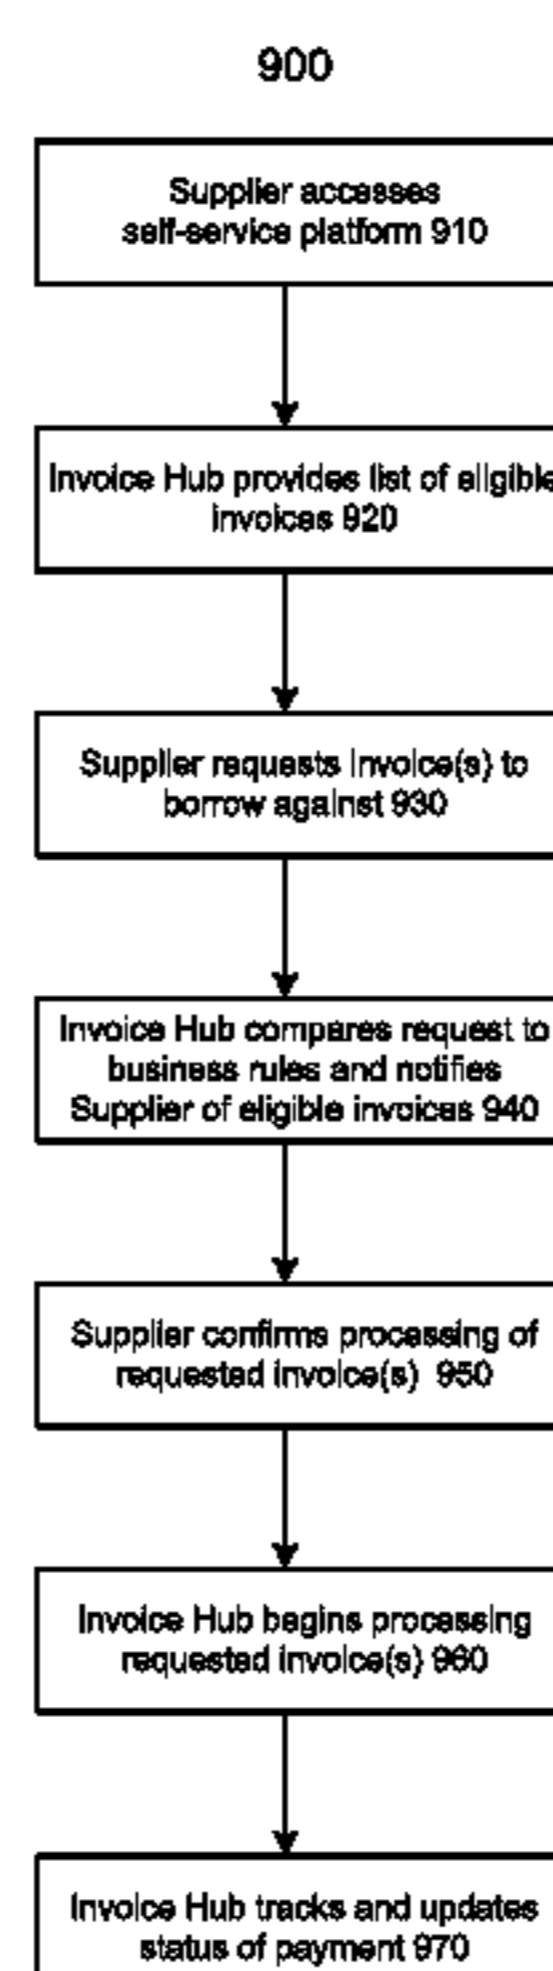 900
Supplier accesses
self-service platform 910
Invoice Hub provides list of eligible
invoices 920
Supplier requests invoice(s) to
borrow against 930
Invoice Hub compares request to
business rules and notifies
Supplier of eligible invoices 940
Supplier confirms processing of
requested invoice(s) 950
Invoice Hub begins processing
requested invoice(s) 960
Invoice Hub tracks and updates
status of payment 970